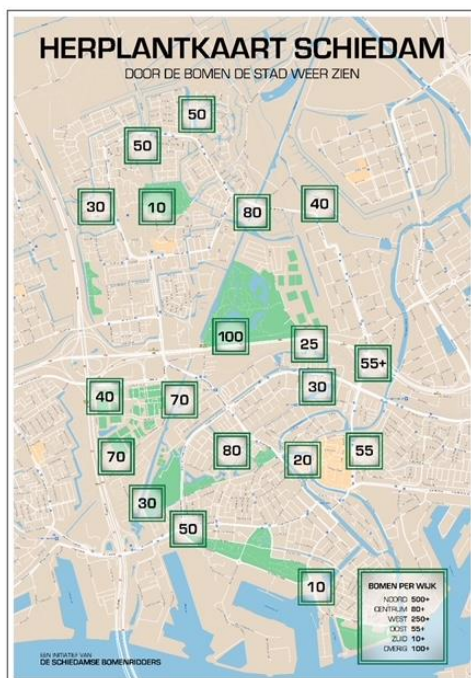 HERPLANTKAART SCHIEDAM
DOOR DE BOMEN DE STAD WEER ZIEN
50
50
30
10
80
40
100
25
55+
30
40
70
70
80
20
55
30
50
10
BOMEN PER WIJK
NOORD 500+
CENTRUM 80+
WEST 250+
OOST 55+
ZUID 10+
OVERIG 100+
EEN INITIATIEF VAN
DE SCHIEDAMSE BOMENRIDDERS